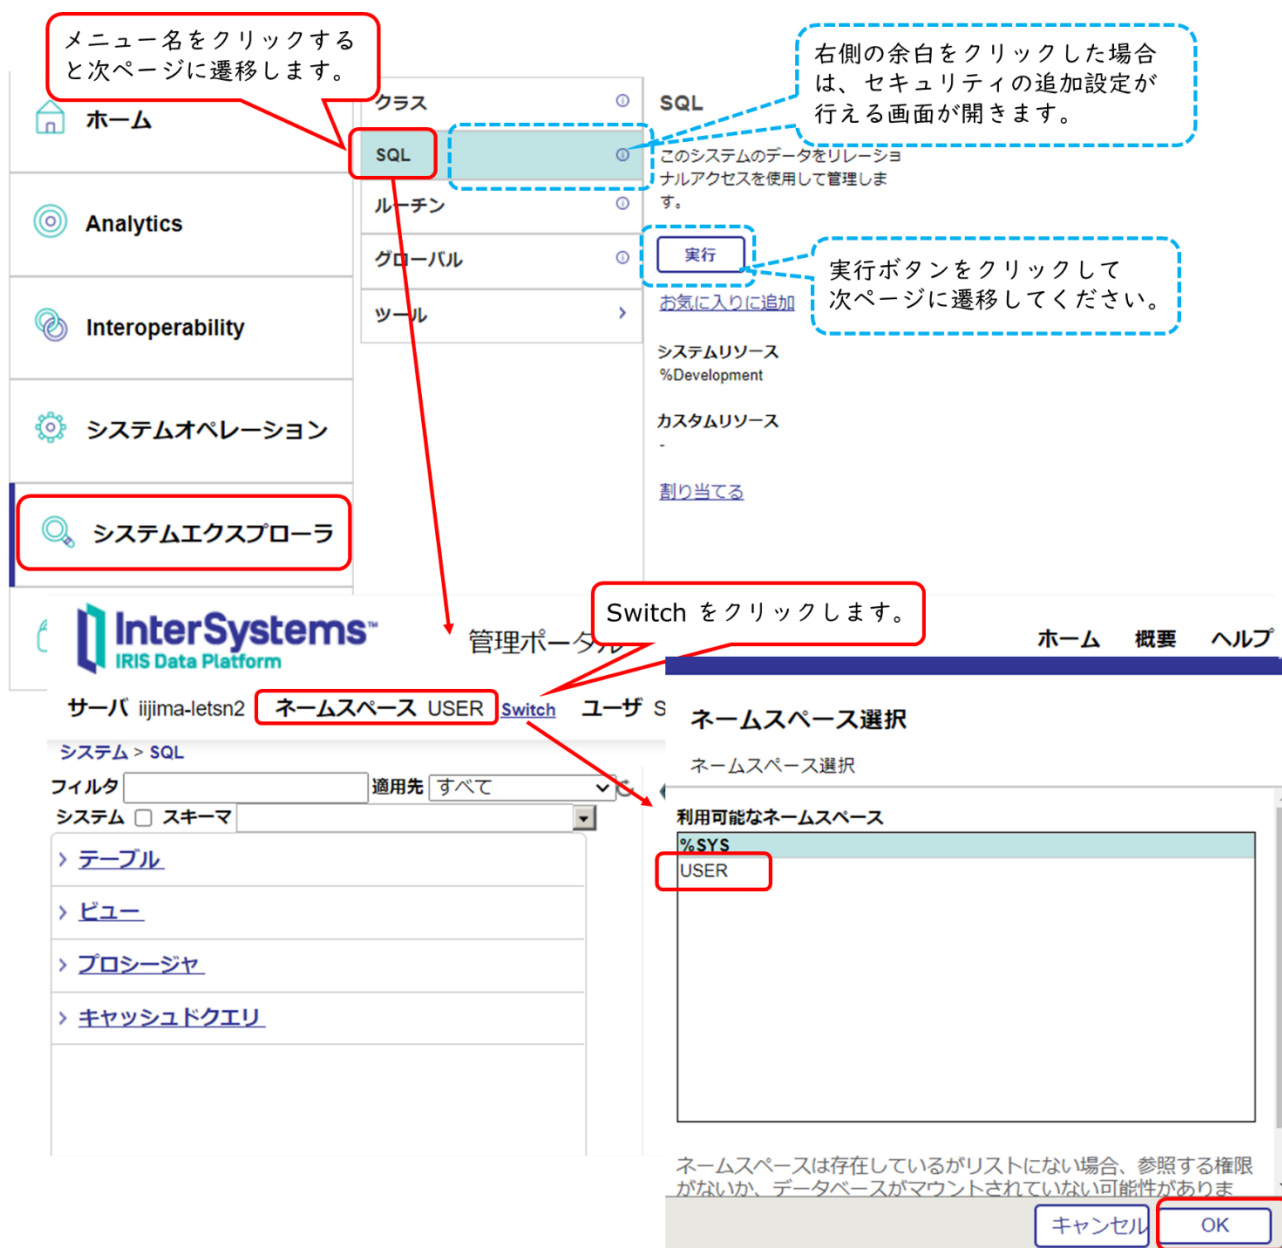 メニュー名をクリックする
と次ページに遷移します。
右側の余白をクリックした場合
は、セキュリティの追加設定が
行える画面が開きます。
ホーム
Analytics
Interoperability
システムオペレーション
システムエクスプローラ
クラス
SQL
ルーチン
グローバル
ツール
SQL
このシステムのデータをリレーショ
ナルアクセスを使用して管理しま
す。
実行
実行ボタンをクリックして
次ページに遷移してください。
お気に入りに追加
システムリソース
%Development
カスタムリソース
-
割り当てる
Switch をクリックします。
InterSystems™
IRIS Data Platform
管理ポータル
ホーム 概要 ヘルプ
サーバ iijima-letsn2 ネームスペース USER Switch ユーザ S
システム > SQL
フィルタ 適用先 すべて
システム スキーマ
> テーブル
> ビュー
> プロシージャ
> キャッシュドクエリ
ネームスペース選択
ネームスペース選択
利用可能なネームスペース
%SYS
USER
ネームスペースは存在しているがリストにない場合、参照する権限
がないか、データベースがマウントされていない可能性がありま
キャンセル OK